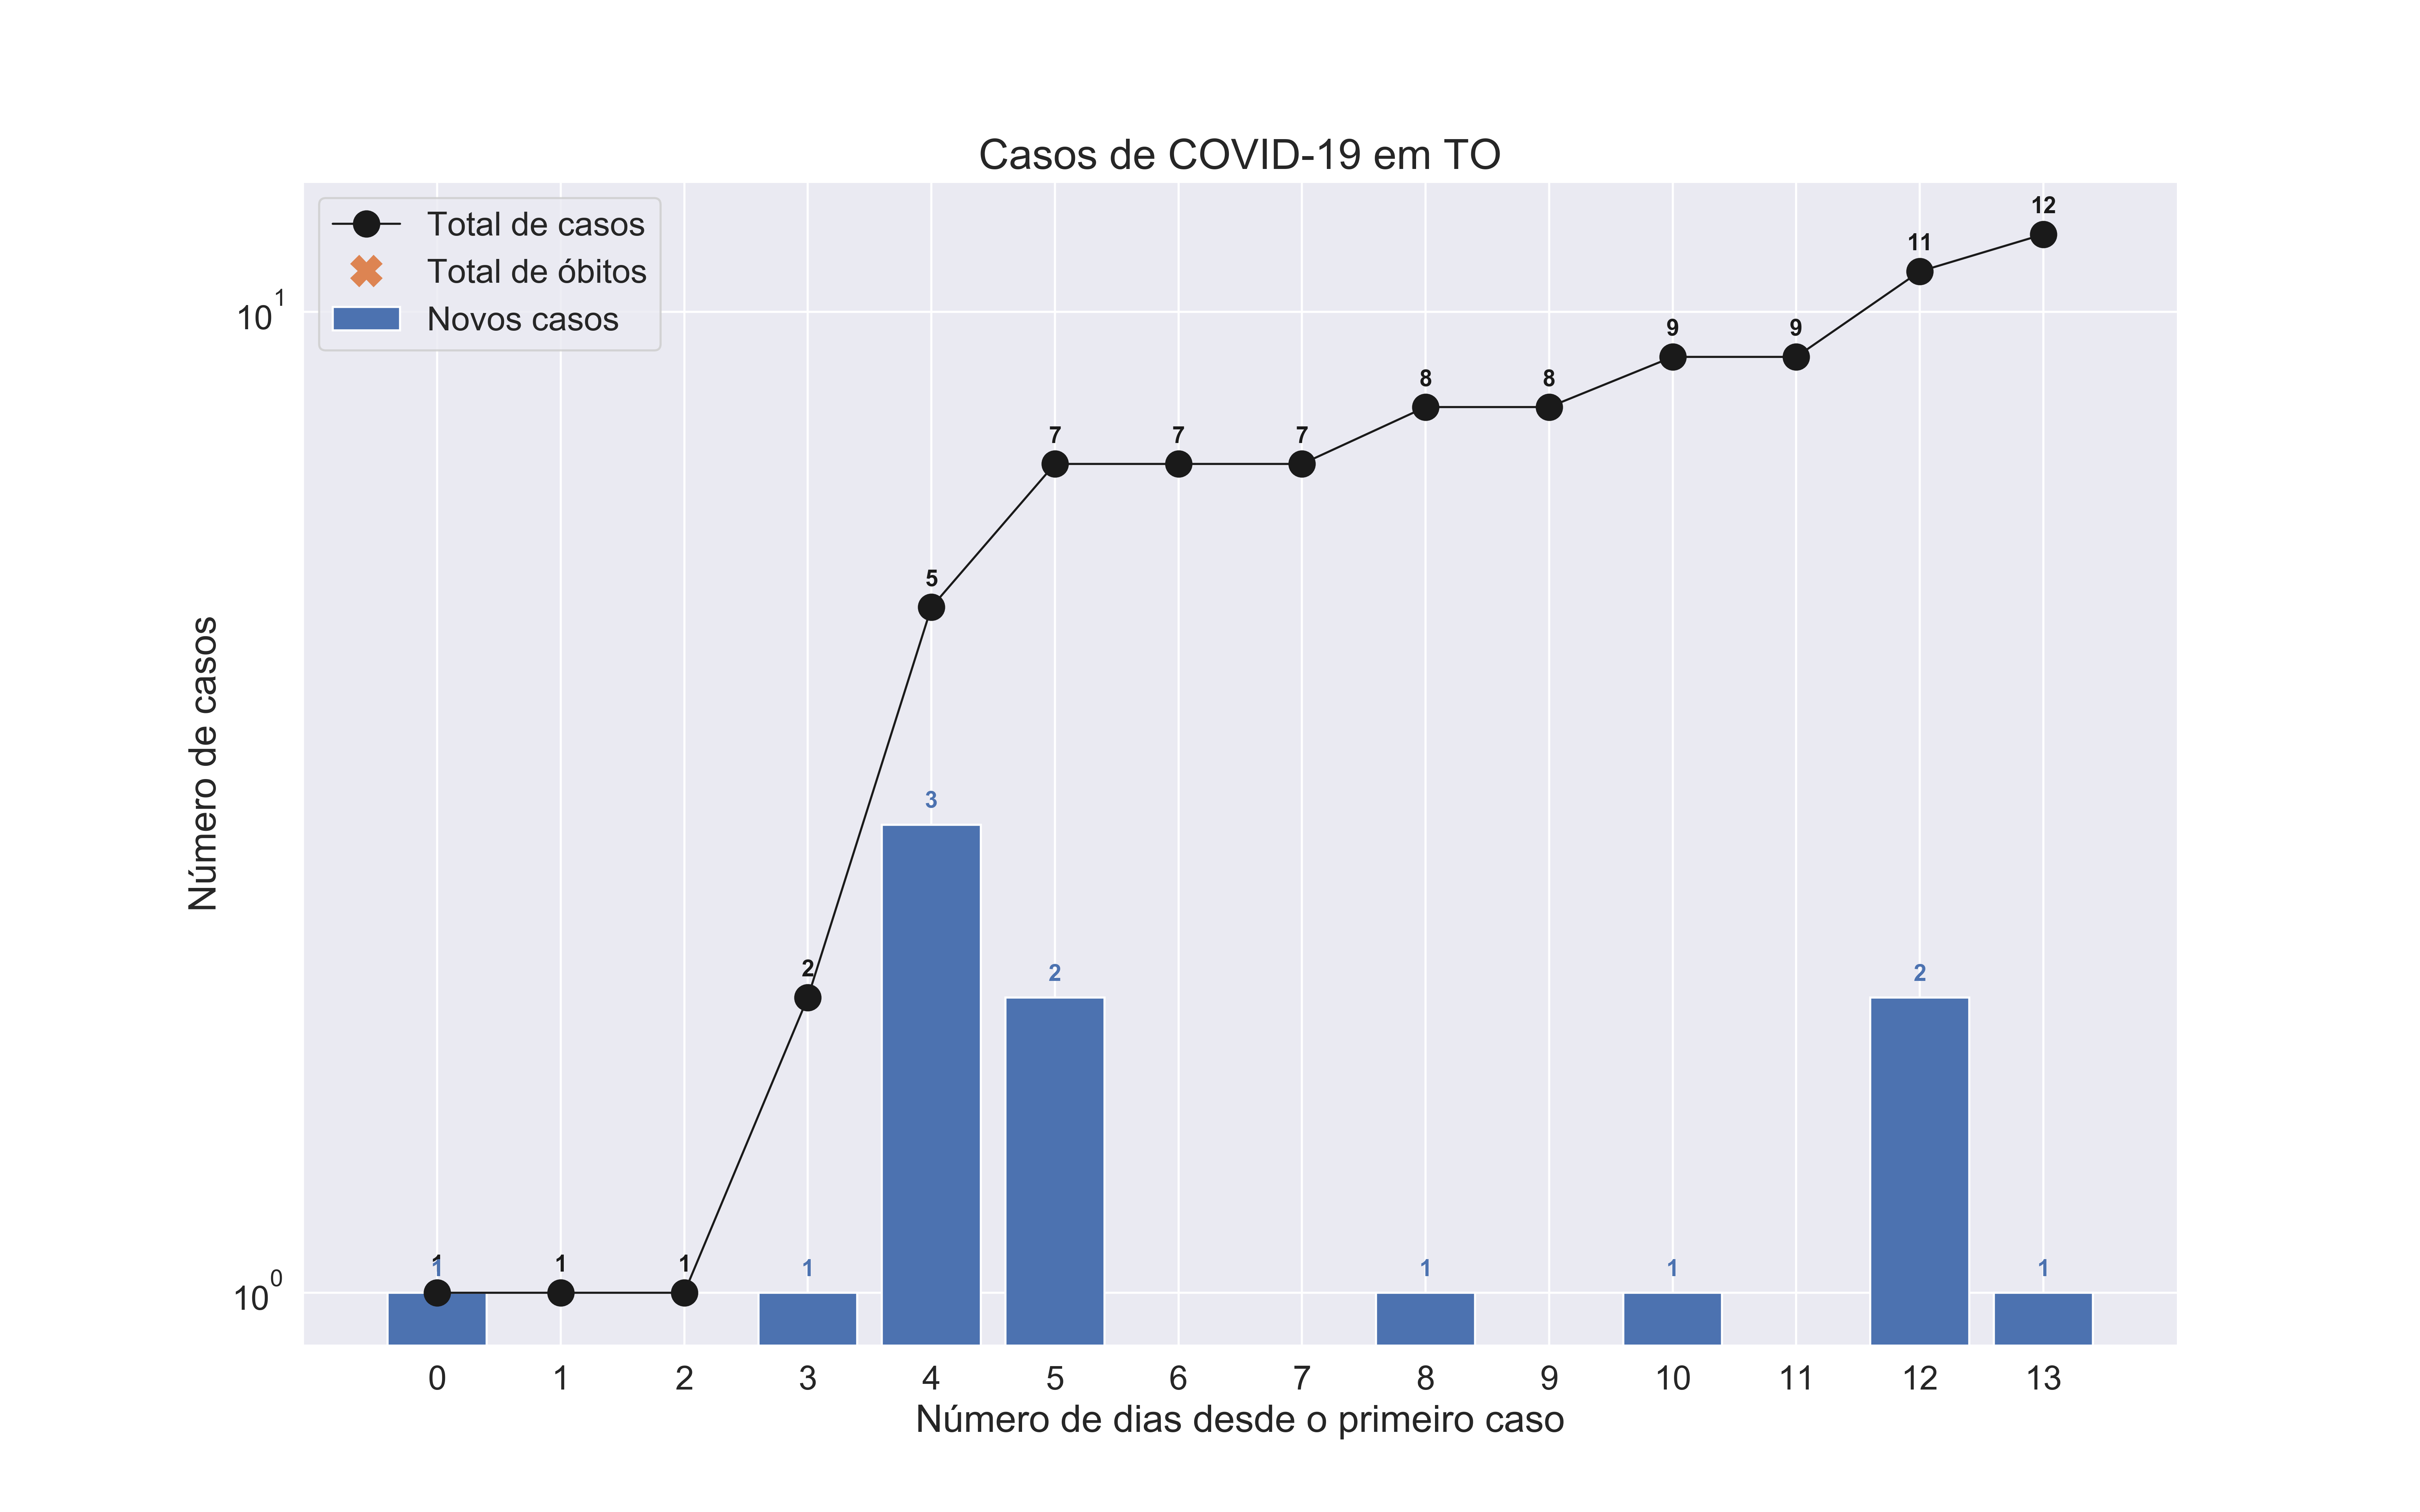 Casos de COVID-19 em TO
Total de casos
Total de óbitos
Novos casos
10^1
10^0
Número de casos
1 1 1 2 5 7 7 7 8 8 9 9 11 12
1 1 3 2 1 1 2 1
0 1 2 3 4 5 6 7 8 9 10 11 12 13
Número de dias desde o primeiro caso